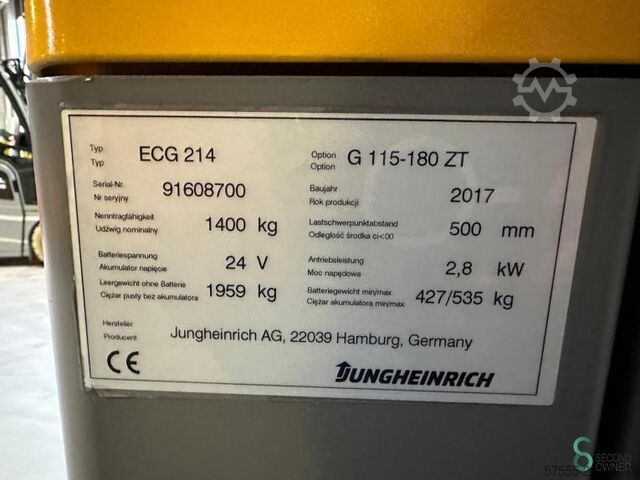 Typ ECG 214 Option G 115-180 ZT
Typ Option
Serial-Nr. 91608700 Baujahr 2017
Nr seryjny Rok produkcji
Nenntragfähigkeit 1400 kg Lastschwerpunktabstand 500 mm
Udźwig nominalny Odległość środka ci<00
Batteriespannung 24 V Antriebsleistung 2,8 kW
Akumulator napięcie Moc napędowa
Leergewicht ohne Batterie 1959 kg Batteriegewicht min/max 427/535 kg
Ciężar pusty bez akumulatora Ciężar akumulatora min/max
Hersteller Jungheinrich AG, 22039 Hamburg, Germany
Producent
CE JUNGHEINRICH
SECOND
OWNER